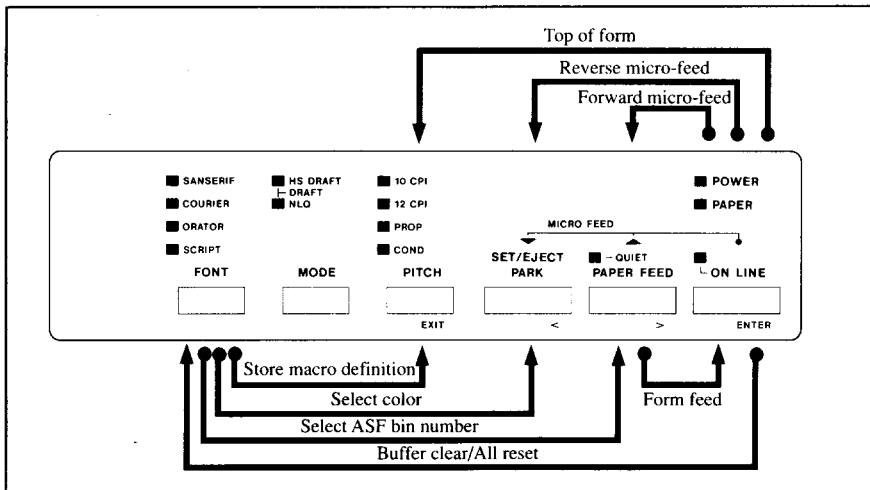 Top of form
Reverse micro-feed
Forward micro-feed
SANSERIF HS DRAFT 10 CPI POWER
DRAFT
COURIER NLQ 12 CPI PAPER
ORATOR PROP MICRO FEED
SCRIPT COND
SET/EJECT - QUIET
FONT MODE PITCH PARK PAPER FEED ON LINE
EXIT < > ENTER
Store macro definition
Select color
Form feed
Select ASF bin number
Buffer clear/All reset